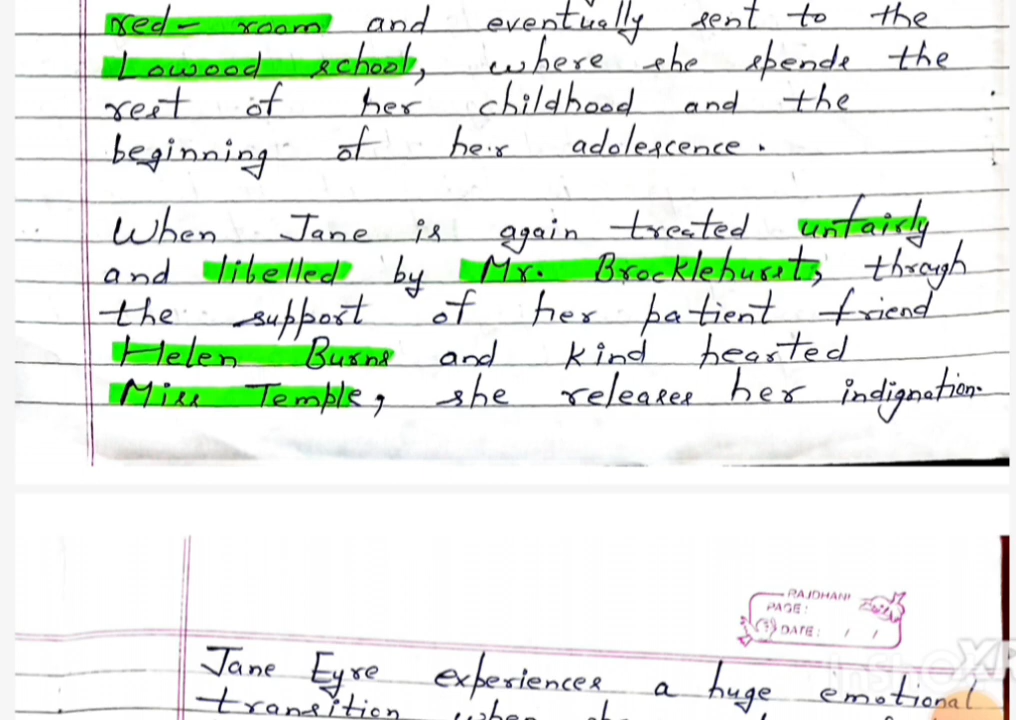 red- room and eventually sent to the
Lowood school, where she spends the
rest of her childhood and the
beginning of her adolescence.
When Jane is again treated unfairly
and libelled by Mr. Brocklehurst, through
the support of her patient friend
Helen Burns and kind hearted
Miss Temple, she releases her indignation.
RAJDHANI
PAGE:
DATE: / /
Jane Eyre experiences a huge emotional
transition when